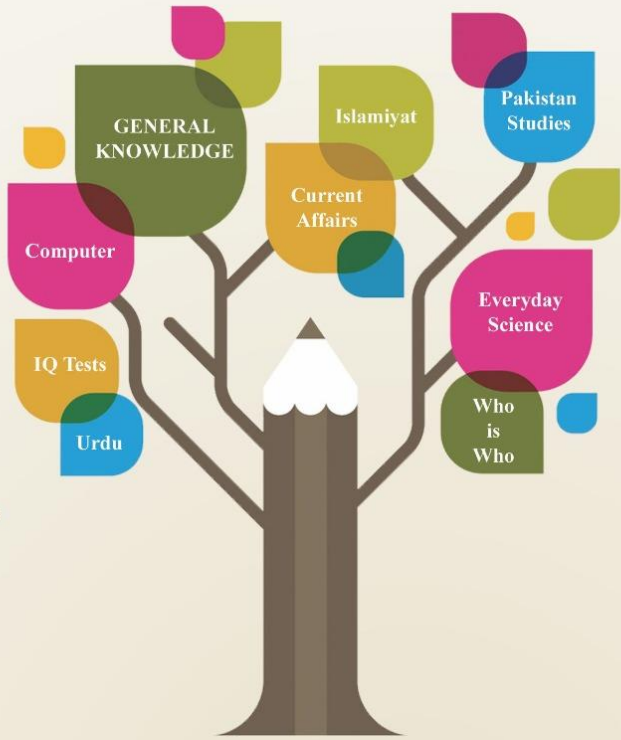 GENERAL
KNOWLEDGE
Islamiyat
Pakistan
Studies
Current
Affairs
Computer
Everyday
Science
IQ Tests
Urdu
Who
is
Who